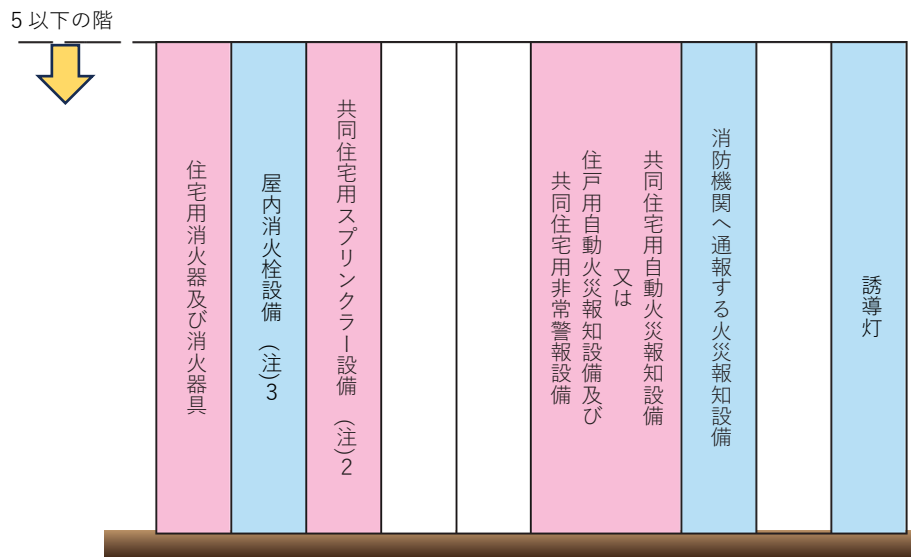 5以下の階
住宅用消火器及び消火器具
屋内消火栓設備 (注)3
共同住宅用スプリンクラー設備 (注)2
共同住宅用自動火災報知設備
又は
住戸用自動火災報知設備及び
共同住宅用非常警報設備
消防機関へ通報する火災報知設備
誘導灯